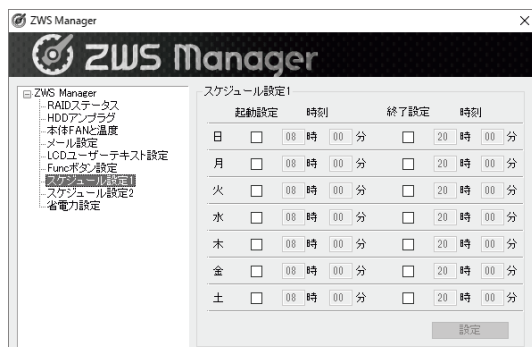 ZWS Manager
ZWS Manager
ZWS Manager
RAIDステータス
HDDアンプラグ
本体FANと温度
メール設定
LCDユーザーテキスト設定
Funcボタン設定
スケジュール設定1
スケジュール設定2
省電力設定
スケジュール設定1
起動設定 時刻 終了設定 時刻
日 08 時 00 分 20 時 00 分
月 08 時 00 分 20 時 00 分
火 08 時 00 分 20 時 00 分
水 08 時 00 分 20 時 00 分
木 08 時 00 分 20 時 00 分
金 08 時 00 分 20 時 00 分
土 08 時 00 分 20 時 00 分
設定